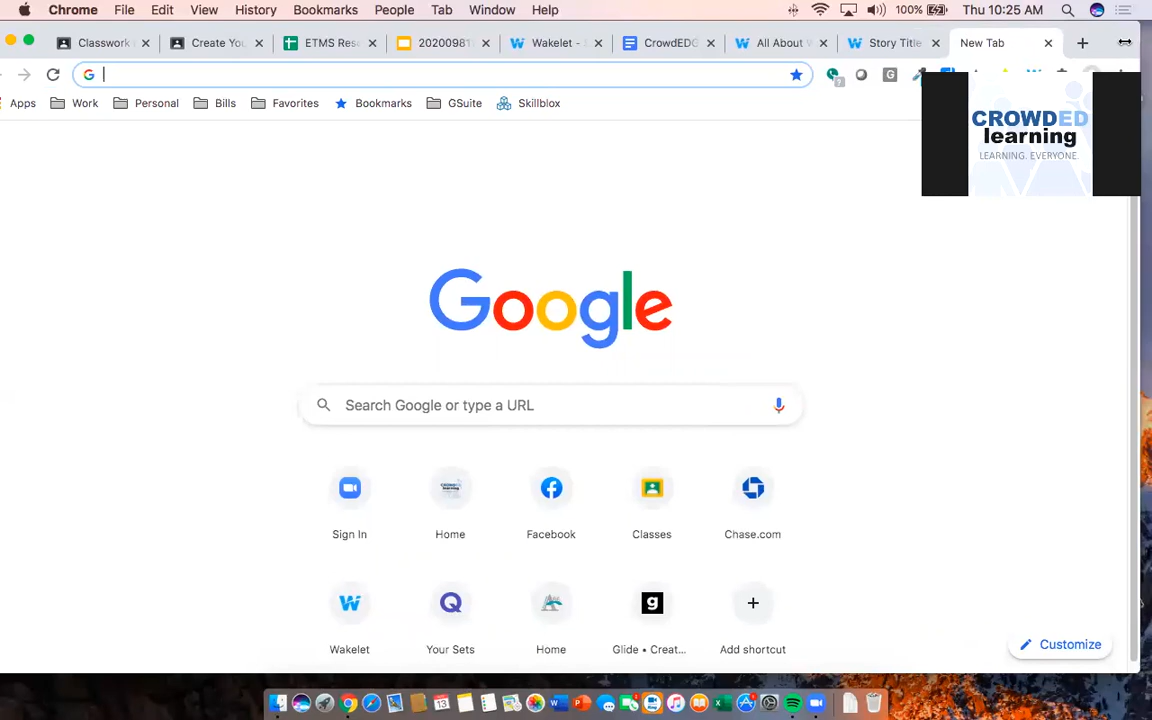 Chrome File Edit View History Bookmarks People Tab Window Help 100% Thu 10:25 AM
Classwork Create You ETMS Res 20200981 Wakelet - CrowdEDG All About Story Title New Tab
Apps Work Personal Bills Favorites Bookmarks GSuite Skillblox
CROWDED
learning
LEARNING. EVERYONE.
Google
Search Google or type a URL
Sign In Home Facebook Classes Chase.com
Wakelet Your Sets Home Glide • Creat... Add shortcut
Customize